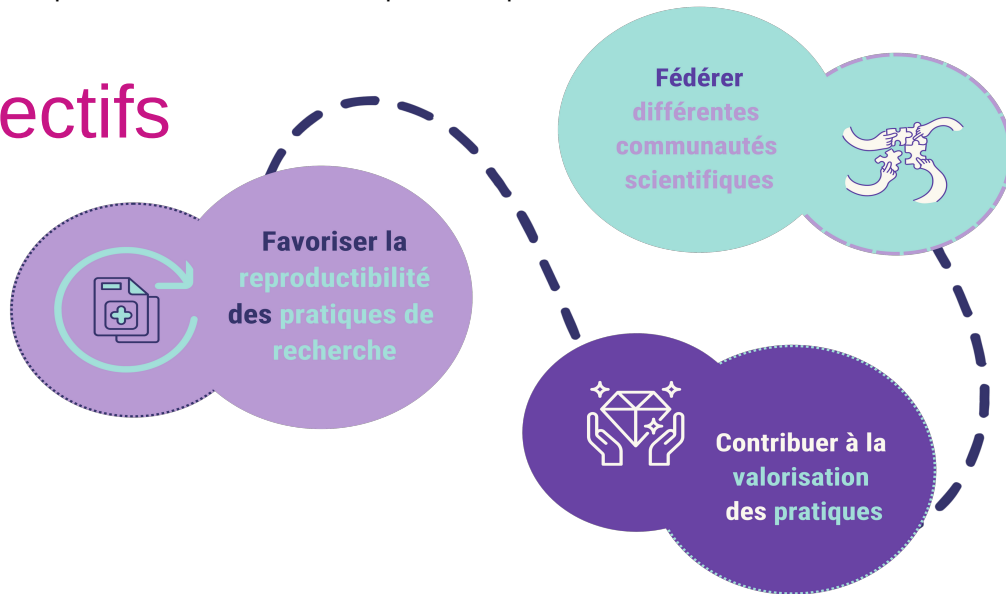 ectifs
Favoriser la
reproductibilité
des pratiques de
recherche
Fédérer
différentes
communautés
scientifiques
Contribuer à la
valorisation
des pratiques